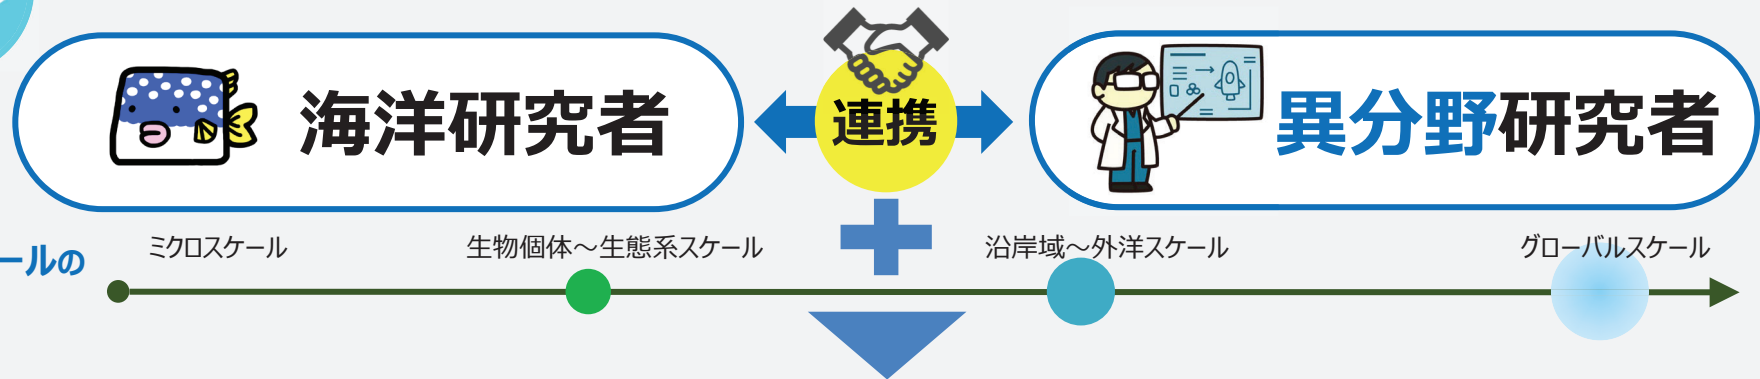 海洋研究者
連携
異分野研究者
ールの
ミクロスケール
生物個体～生態系スケール
沿岸域～外洋スケール
グローバルスケール